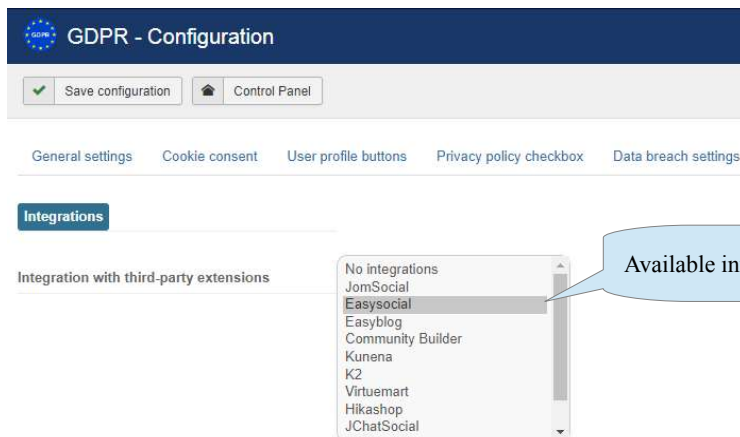 GDPR
GDPR - Configuration
Save configuration
Control Panel
General settings
Cookie consent
User profile buttons
Privacy policy checkbox
Data breach settings
Integrations
Integration with third-party extensions
No integrations
JomSocial
Easysocial
Easyblog
Community Builder
Kunena
K2
Virtuemart
Hikashop
JChatSocial
Available in